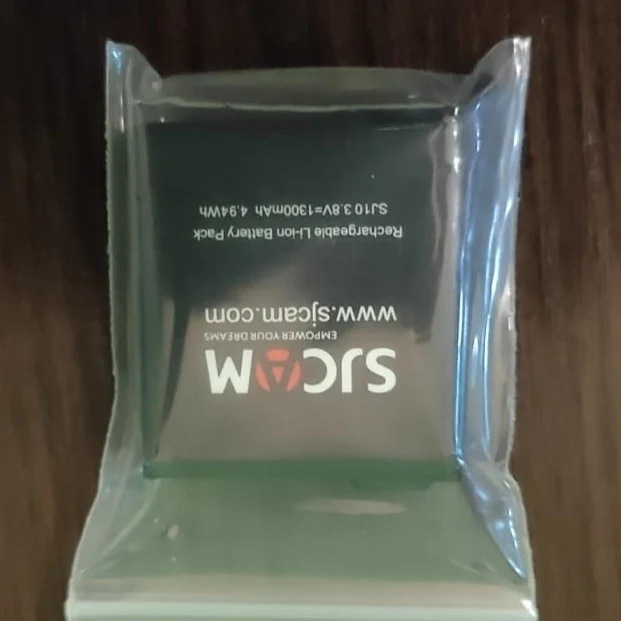 SJCAM
EMPOWER YOUR DREAMS
www.sjcam.com
Rechargeable Li-ion Battery Pack
SJ10 3.8V=1300mAh 4.94Wh